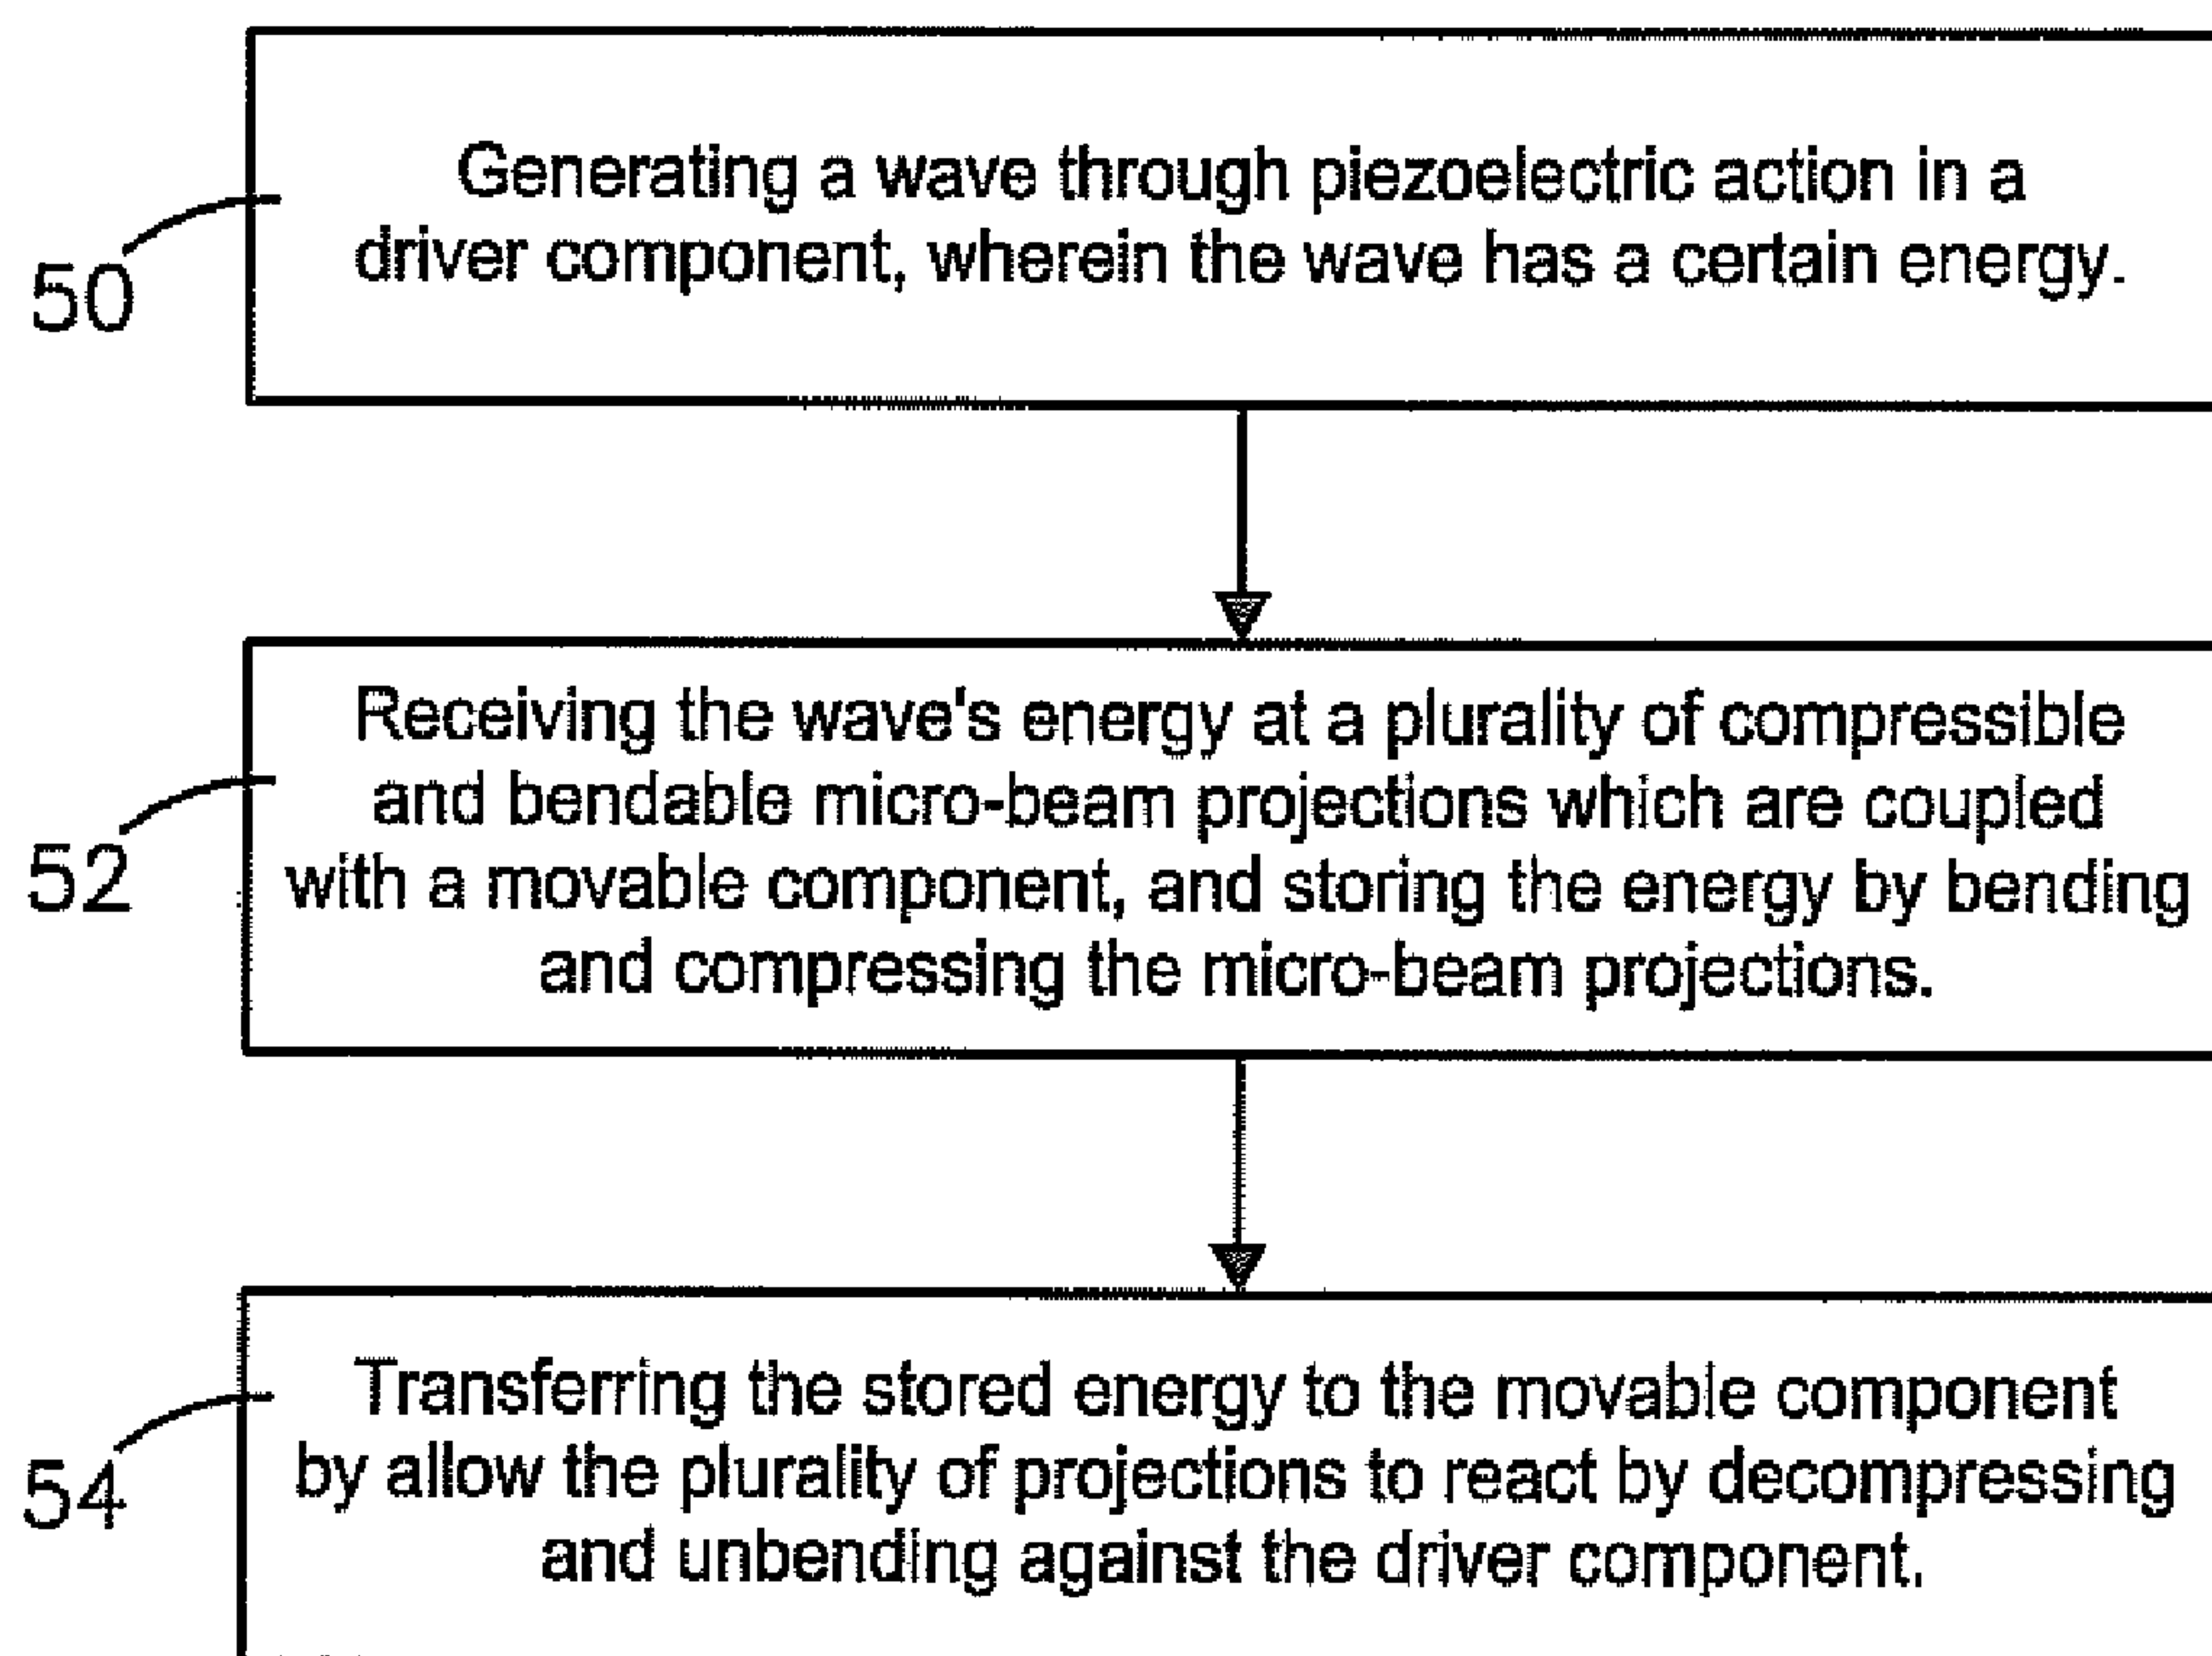 Generating a wave through piezoelectric action in a
driver component, wherein the wave has a certain energy.
50
Receiving the wave's energy at a plurality of compressible
and bendable micro-beam projections which are coupled
with a movable component, and storing the energy by bending
and compressing the micro-beam projections.
52
Transferring the stored energy to the movable component
by allow the plurality of projections to react by decompressing
and unbending against the driver component.
54